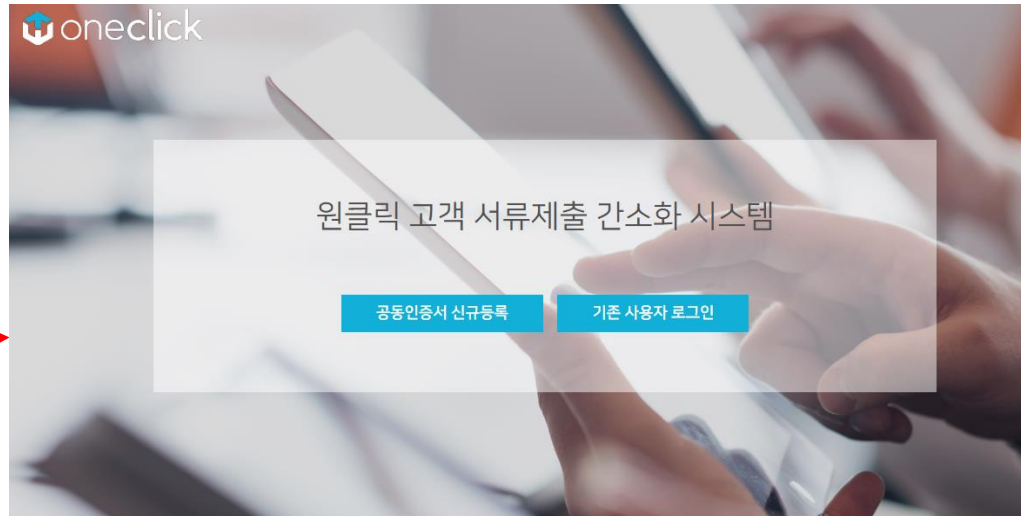 oneclick
원클릭 고객 서류제출 간소화 시스템
공동인증서 신규등록 기존 사용자 로그인